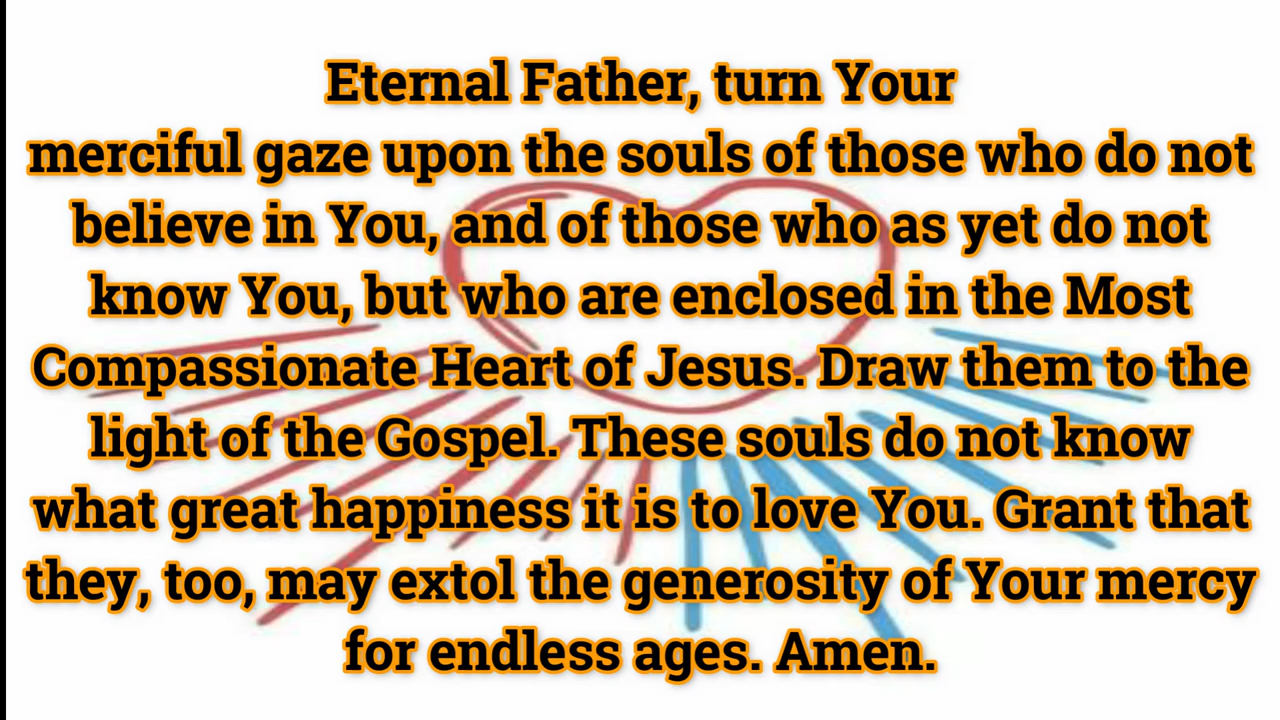 Eternal Father, turn Your
merciful gaze upon the souls of those who do not
believe in You, and of those who as yet do not
know You, but who are enclosed in the Most
Compassionate Heart of Jesus. Draw them to the
light of the Gospel. These souls do not know
what great happiness it is to love You. Grant that
they, too, may extol the generosity of Your mercy
for endless ages. Amen.